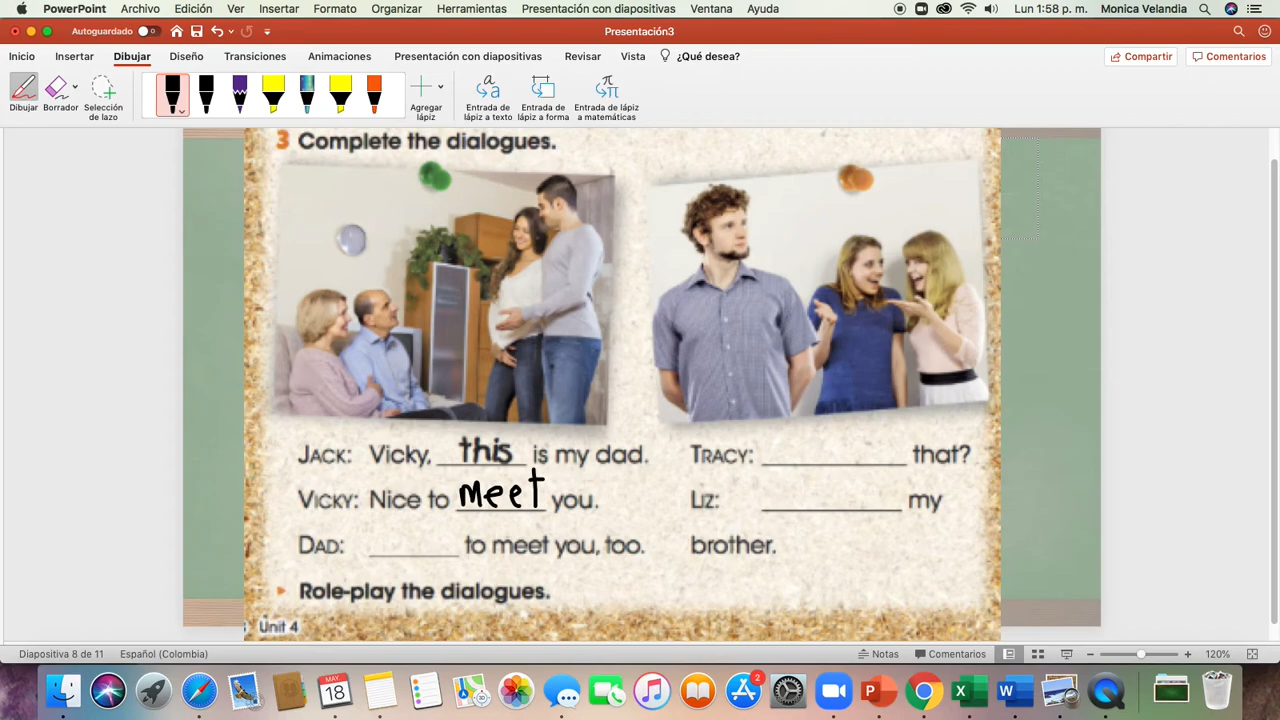 PowerPoint Archivo Edición Ver Insertar Formato Organizar Herramientas Presentación con diapositivas Ventana Ayuda Lun 1:58 p. m. Monica Velandia
Autoguardado Presentación3
Inicio Insertar Dibujar Diseño Transiciones Animaciones Presentación con diapositivas Revisar Vista ¿Qué desea? Compartir Comentarios
Dibujar Borrador Selección de lazo Agregar lápiz Entrada de lápiz a texto Entrada de lápiz a forma Entrada de lápiz a matemáticas
3 Complete the dialogues.
JACK: Vicky, this is my dad.
VICKY: Nice to meet you.
DAD: ________ to meet you, too.
TRACY: ____________ that?
LIZ: ____________ my
brother.
Role-play the dialogues.
Unit 4
Diapositiva 8 de 11 Español (Colombia) Notas Comentarios 120%
MAY. 18 2